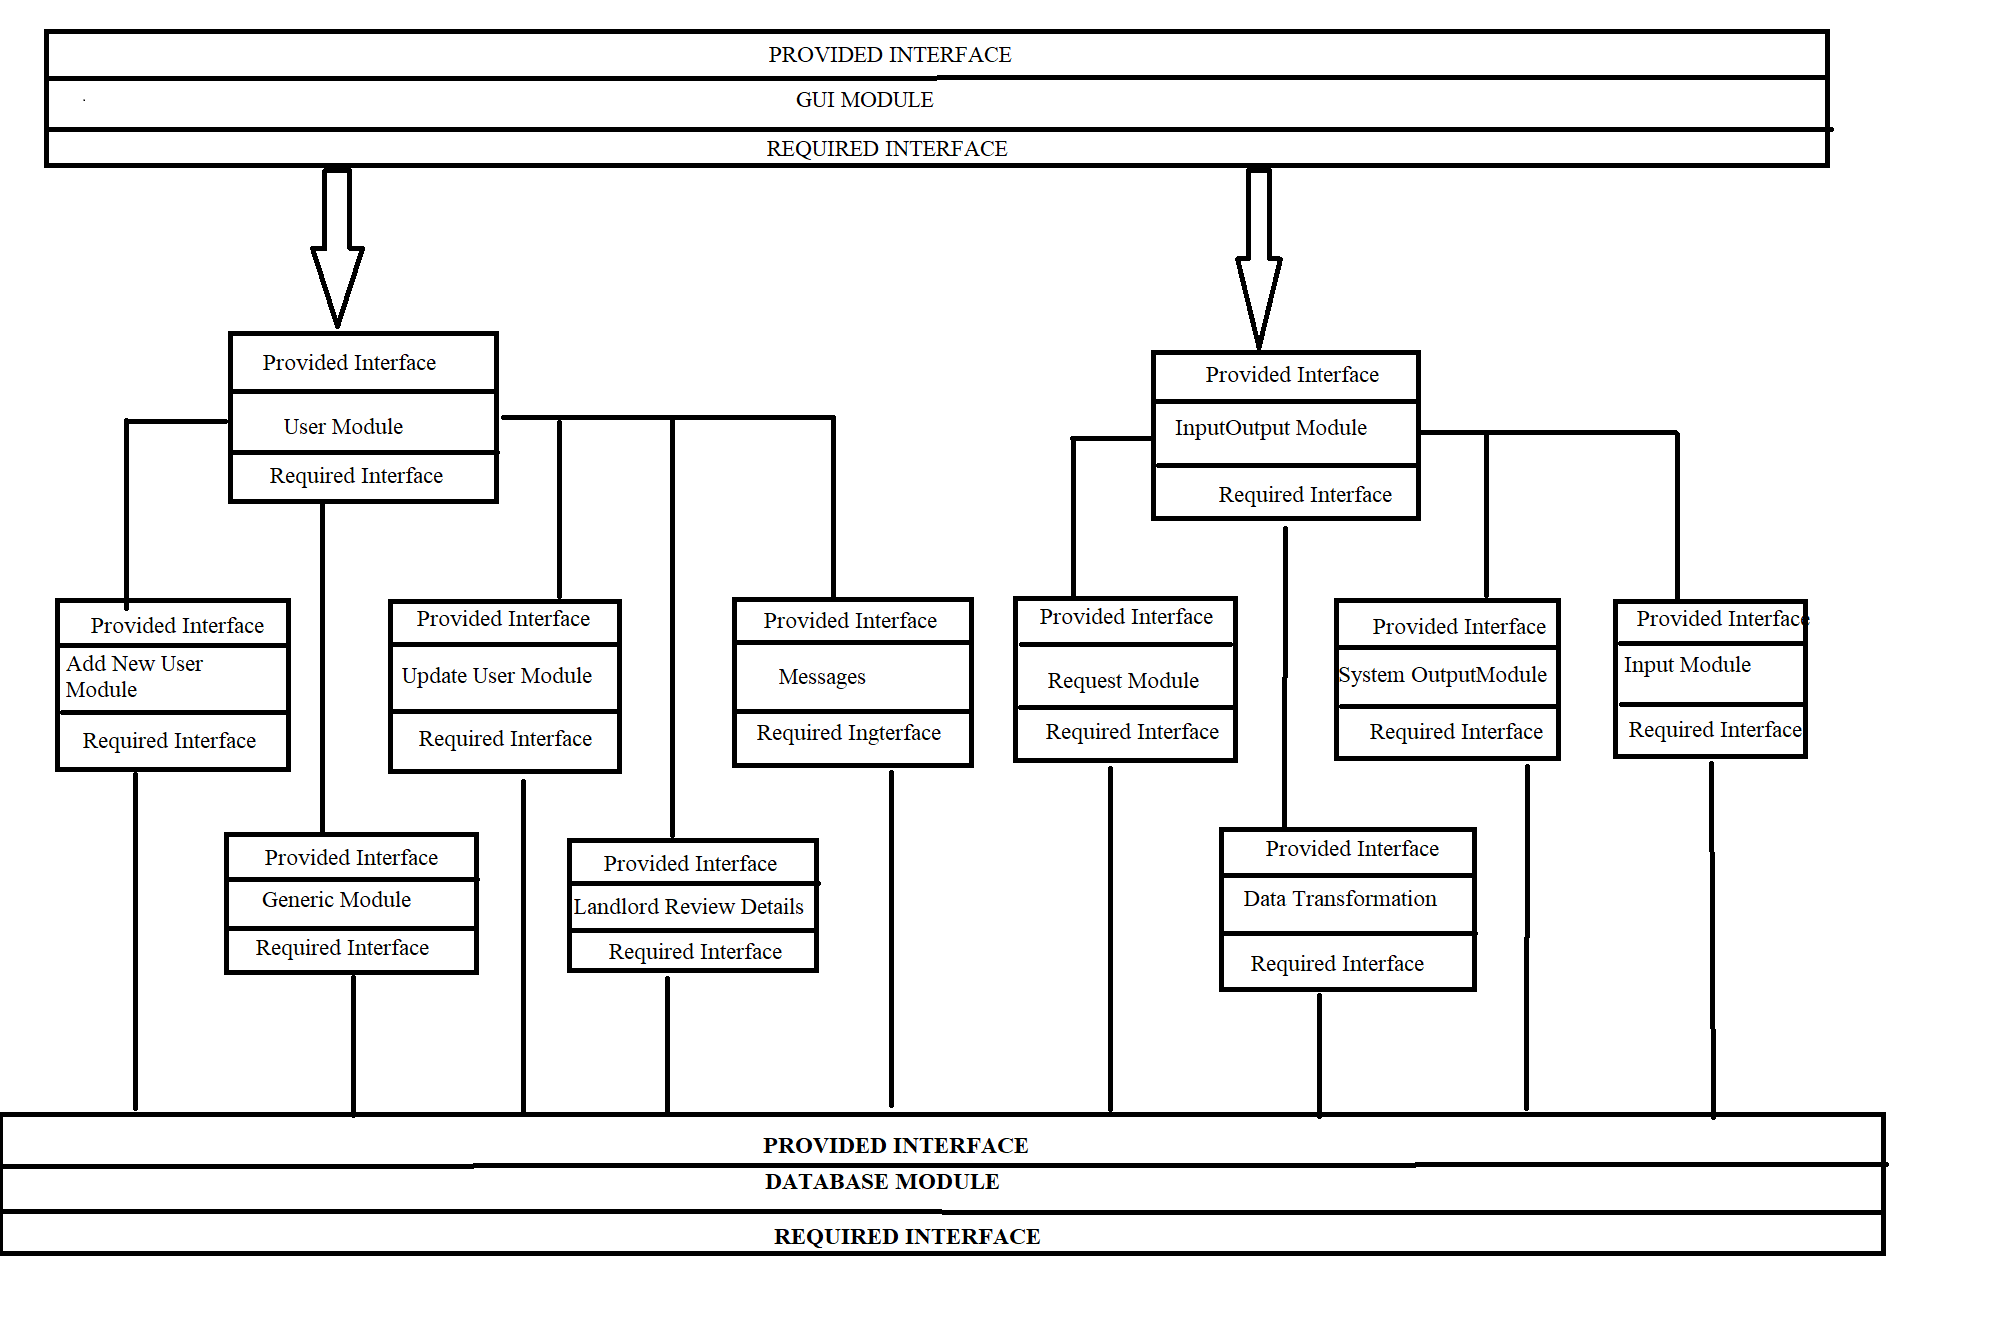 PROVIDED INTERFACE
GUI MODULE
REQUIRED INTERFACE
Provided Interface
User Module
Required Interface
Provided Interface
InputOutput Module
Required Interface
Provided Interface
Add New User
Module
Required Interface
Provided Interface
Update User Module
Required Interface
Provided Interface
Messages
Required Ingterface
Provided Interface
Request Module
Required Interface
Provided Interface
System OutputModule
Required Interface
Provided Interface
Input Module
Required Interface
Provided Interface
Generic Module
Required Interface
Provided Interface
Landlord Review Details
Required Interface
Provided Interface
Data Transformation
Required Interface
PROVIDED INTERFACE
DATABASE MODULE
REQUIRED INTERFACE